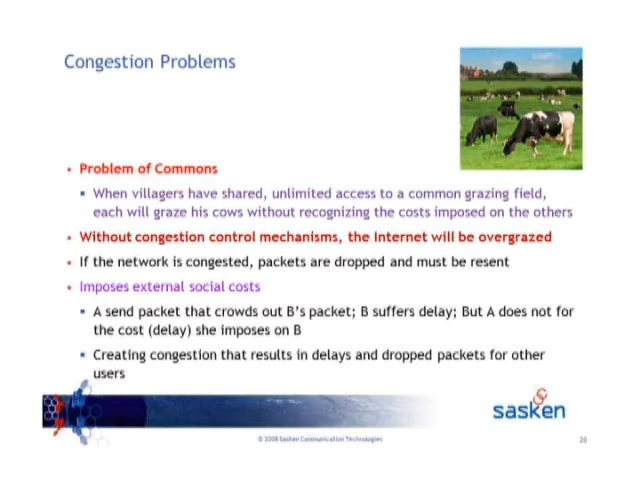 Congestion Problems
Problem of Commons
When villagers have shared, unlimited access to a common grazing field,
each will graze his cows without recognizing the costs imposed on the others
Without congestion control mechanisms, the Internet will be overgrazed
If the network is congested, packets are dropped and must be resent
Imposes external social costs
A send packet that crowds out B's packet; B suffers delay; But A does not for
the cost (delay) she imposes on B
Creating congestion that results in delays and dropped packets for other
users
sasken
© 2008 Sasken Communication Technologies
20